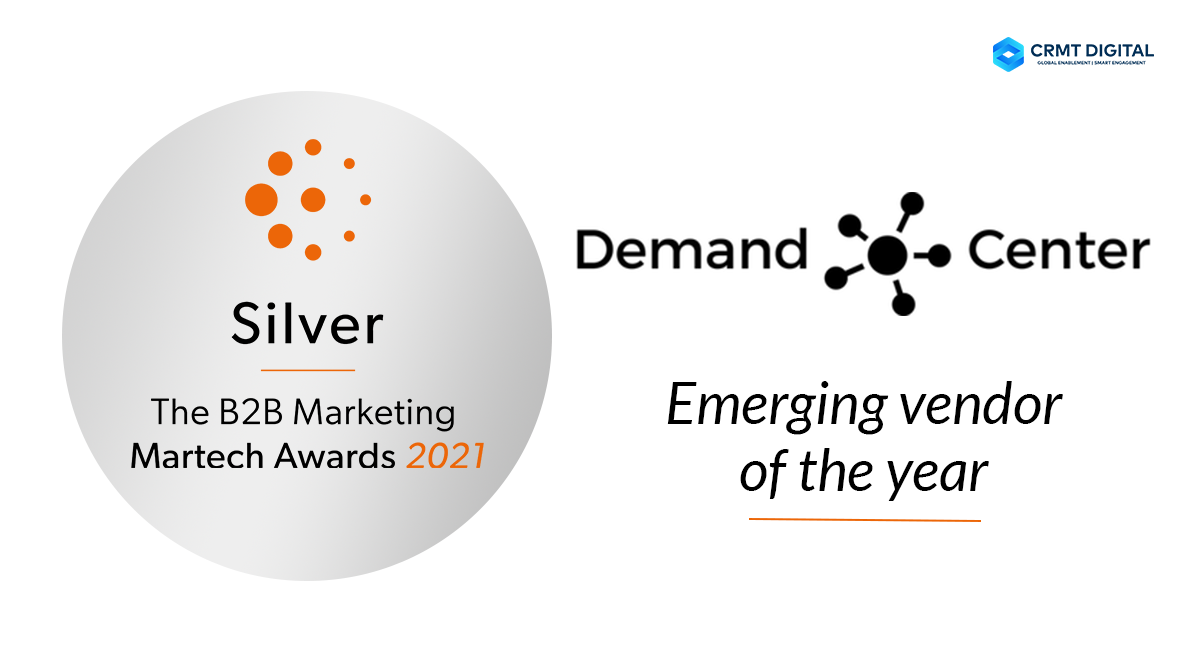 CRMT DIGITAL
GLOBAL ENABLEMENT | SMART ENGAGEMENT
Silver
The B2B Marketing
Martech Awards 2021
Demand Center
Emerging vendor
of the year